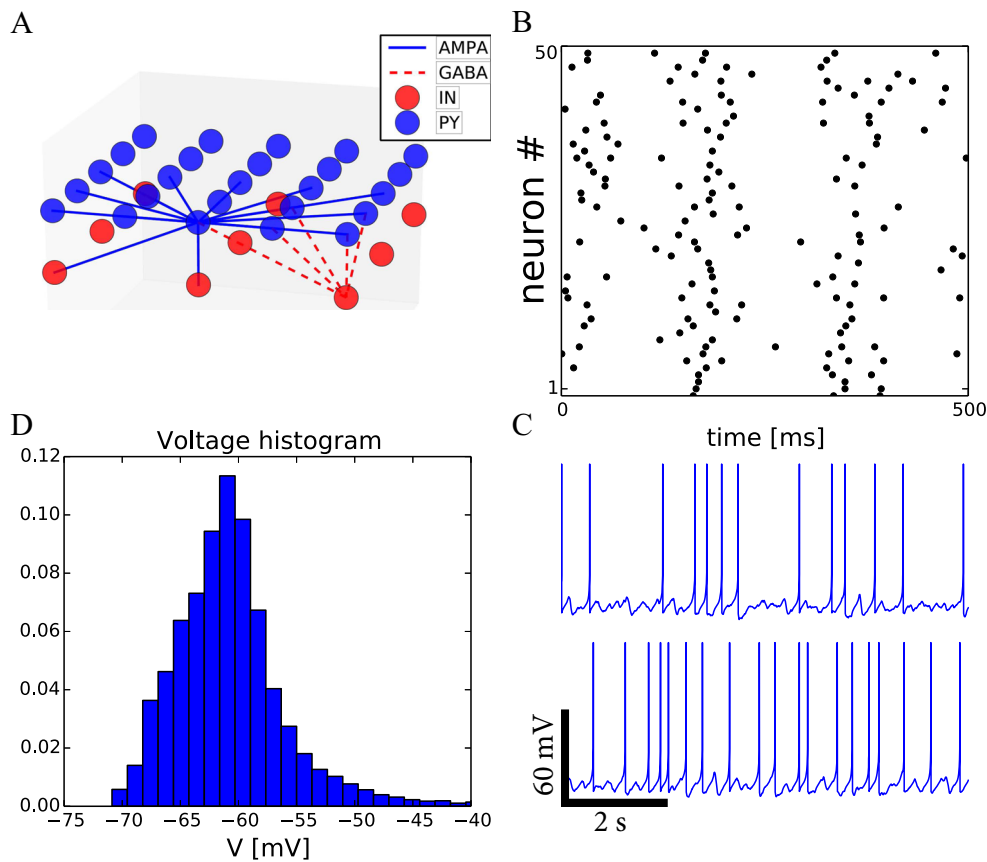 A
AMPA
GABA
IN
PY
B
50
neuron #
1
0
500
time [ms]
D
Voltage histogram
0.12
0.10
0.08
0.06
0.04
0.02
0.00
−75
−70
−65
−60
−55
−50
−45
−40
V [mV]
C
60 mV
2 s